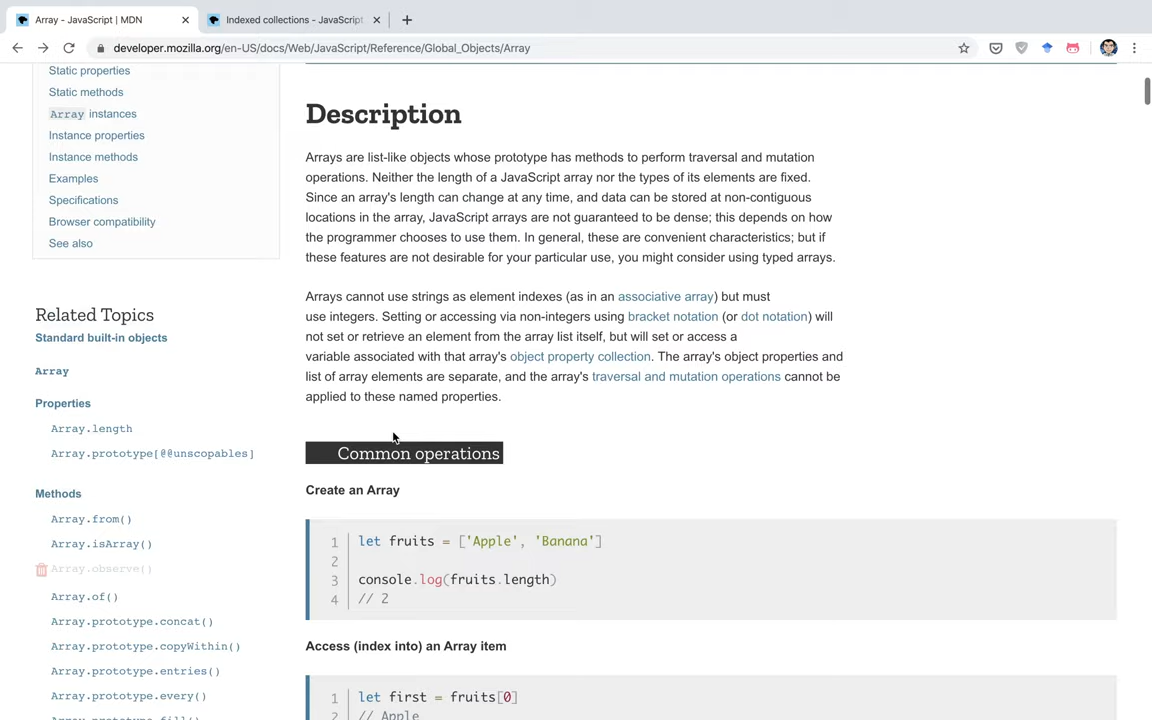 Array - JavaScript | MDN
Indexed collections - JavaScript
developer.mozilla.org/en-US/docs/Web/JavaScript/Reference/Global_Objects/Array
Static properties
Static methods
Array instances
Instance properties
Instance methods
Examples
Specifications
Browser compatibility
See also
Related Topics
Standard built-in objects
Array
Properties
Array.length
Array.prototype[@@unscopables]
Methods
Array.from()
Array.isArray()
Array.observe()
Array.of()
Array.prototype.concat()
Array.prototype.copyWithin()
Array.prototype.entries()
Array.prototype.every()
Array.prototype.fill()
Description
Arrays are list-like objects whose prototype has methods to perform traversal and mutation
operations. Neither the length of a JavaScript array nor the types of its elements are fixed.
Since an array's length can change at any time, and data can be stored at non-contiguous
locations in the array, JavaScript arrays are not guaranteed to be dense; this depends on how
the programmer chooses to use them. In general, these are convenient characteristics; but if
these features are not desirable for your particular use, you might consider using typed arrays.
Arrays cannot use strings as element indexes (as in an associative array) but must
use integers. Setting or accessing via non-integers using bracket notation (or dot notation) will
not set or retrieve an element from the array list itself, but will set or access a
variable associated with that array's object property collection. The array's object properties and
list of array elements are separate, and the array's traversal and mutation operations cannot be
applied to these named properties.
Common operations
Create an Array
1 let fruits = ['Apple', 'Banana']
2
3 console.log(fruits.length)
4 // 2
Access (index into) an Array item
1 let first = fruits[0]
2 // Apple